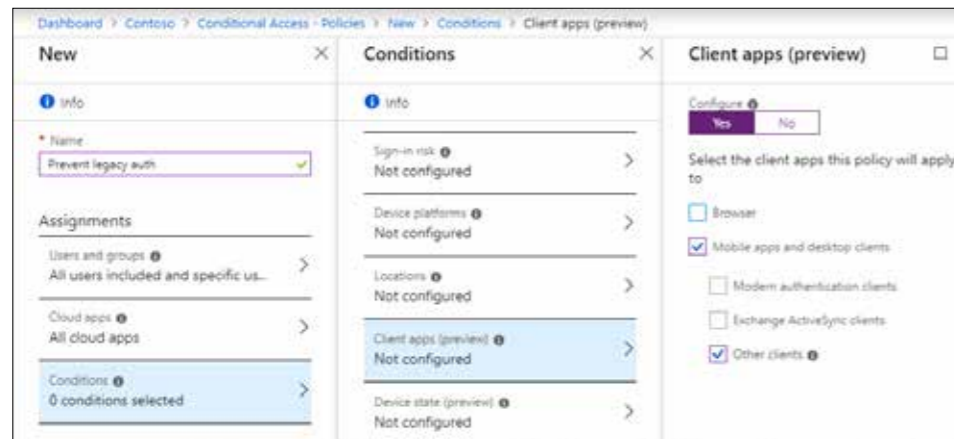 Dashboard > Contoso > Conditional Access - Policies > New > Conditions > Client apps (preview)
New
Info
* Name
Prevent legacy auth
Assignments
Users and groups
All users included and specific us...
Cloud apps
All cloud apps
Conditions
0 conditions selected
Conditions
Info
Sign-in risk
Not configured
Device platforms
Not configured
Locations
Not configured
Client apps (preview)
Not configured
Device state (preview)
Not configured
Client apps (preview)
Configure
Yes No
Select the client apps this policy will apply
to
Browser
Mobile apps and desktop clients
Modern authentication clients
Exchange ActiveSync clients
Other clients